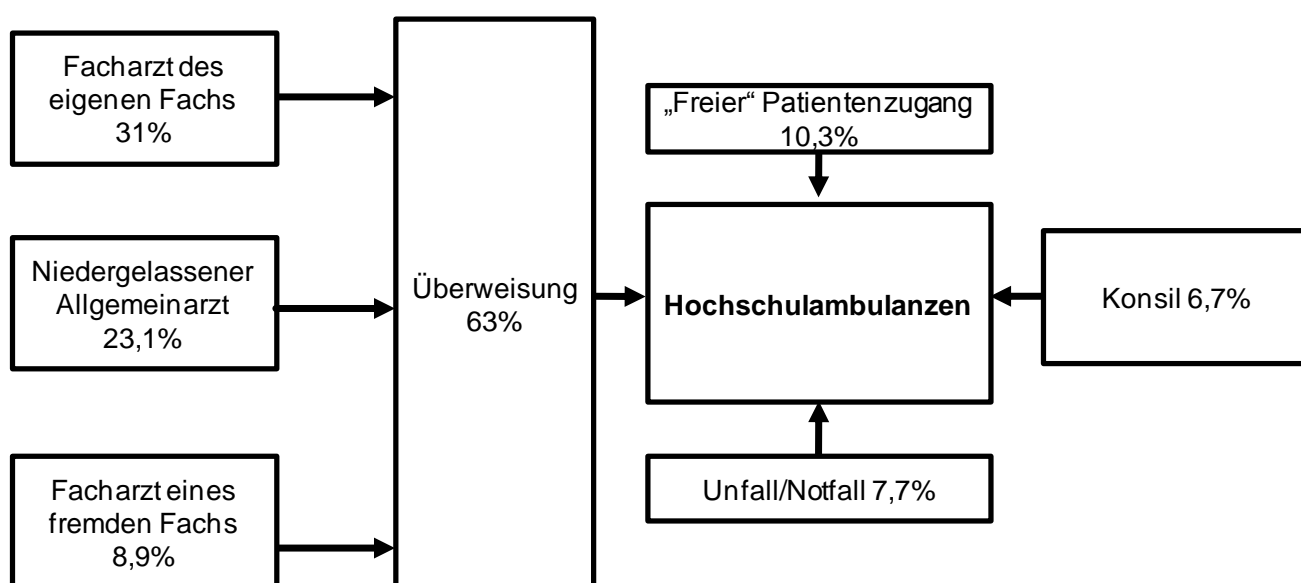 Facharzt des
eigenen Fachs
31%
Niedergelassener
Allgemeinarzt
23,1%
Facharzt eines
fremden Fachs
8,9%
Überweisung
63%
„Freier“ Patientenzugang
10,3%
Hochschulambulanzen
Unfall/Notfall 7,7%
Konsil 6,7%